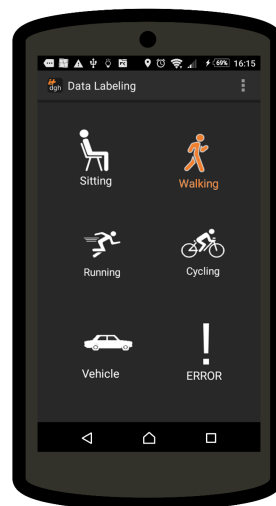 69% 16:15
dgh Data Labeling
Sitting Walking
Running Cycling
Vehicle ERROR